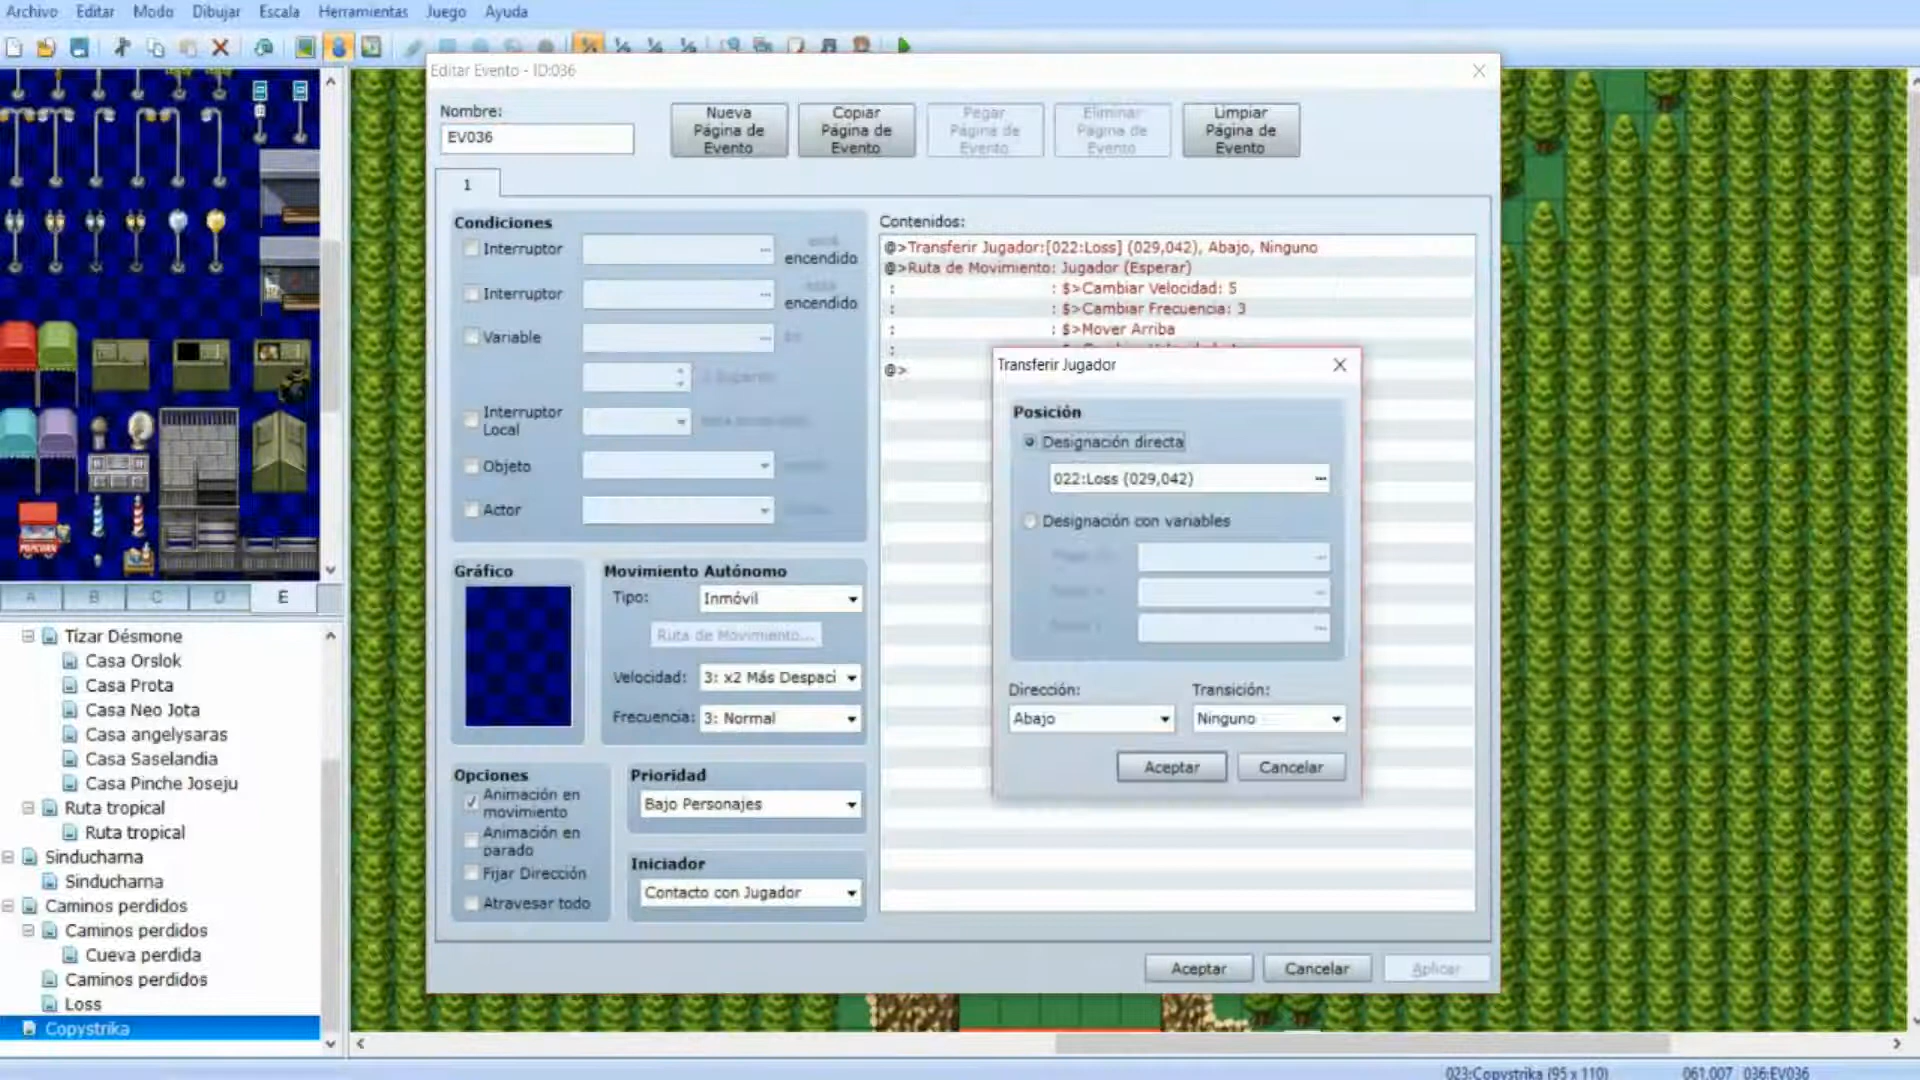 Archivo Editar Modo Dibujar Escala Herramientas Juego Ayuda
Editar Evento - ID:036
Nombre:
EV036
Nueva
Página de
Evento
Copiar
Página de
Evento
Pegar
Página de
Evento
Eliminar
Página de
Evento
Limpiar
Página de
Evento
1
Condiciones
Interruptor
encendido
Interruptor
encendido
Variable
Interruptor
Local
Objeto
Actor
Gráfico
Movimiento Autónomo
Tipo:
Inmóvil
Ruta de Movimiento...
Velocidad:
3: x2 Más Despaci
Frecuencia:
3: Normal
Opciones
Animación en
movimiento
Animación en
parado
Fijar Dirección
Atravesar todo
Prioridad
Bajo Personajes
Iniciador
Contacto con Jugador
Contenidos:
@>Transferir Jugador:[022:Loss] (029,042), Abajo, Ninguno
@>Ruta de Movimiento: Jugador (Esperar)
: : $>Cambiar Velocidad: 5
: : $>Cambiar Frecuencia: 3
: : $>Mover Arriba
:
@>
Transferir Jugador
Posición
Designación directa
022:Loss (029,042)
Designación con variables
Dirección:
Abajo
Transición:
Ninguno
Aceptar
Cancelar
Aceptar
Cancelar
Aplicar
POPCORN
A B C D E
Tízar Désmone
Casa Orslok
Casa Prota
Casa Neo Jota
Casa angelysaras
Casa Saselandia
Casa Pinche Joseju
Ruta tropical
Ruta tropical
Sinducharna
Sinducharna
Caminos perdidos
Caminos perdidos
Cueva perdida
Caminos perdidos
Loss
Copystrika
023:Copystrika (95 x 110)
061,007 036:EV036